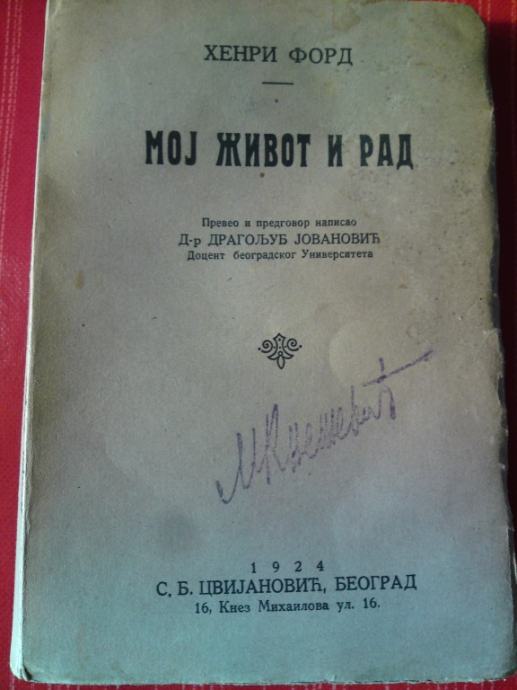 ХЕНРИ ФОРД
МОЈ ЖИВОТ И РАД
Превео и предговор написао
Д-р ДРАГОЉУБ ЈОВАНОВИЋ
Доцент београдског Универзитета
1924
С. Б. ЦВИЈАНОВИЋ, БЕОГРАД
16, Кнез Михаилова ул. 16.